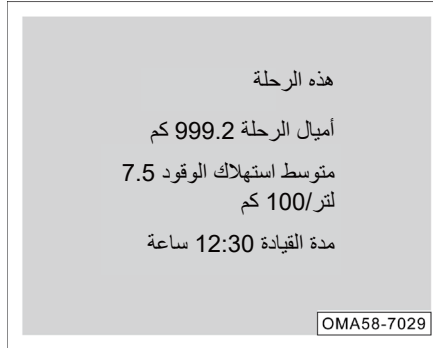 هذه الرحلة
أميال الرحلة 999.2 كم
متوسط استهلاك الوقود 7.5
لتر/100 كم
مدة القيادة 12:30 ساعة
OMA58-7029